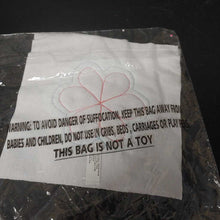 WARNING: TO AVOID DANGER OF SUFFOCATION, KEEP THIS BAG AWAY FROM
BABIES AND CHILDREN, DO NOT USE IN CRIBS, BEDS, CARRIAGES OR PLAY PENS
THIS BAG IS NOT A TOY